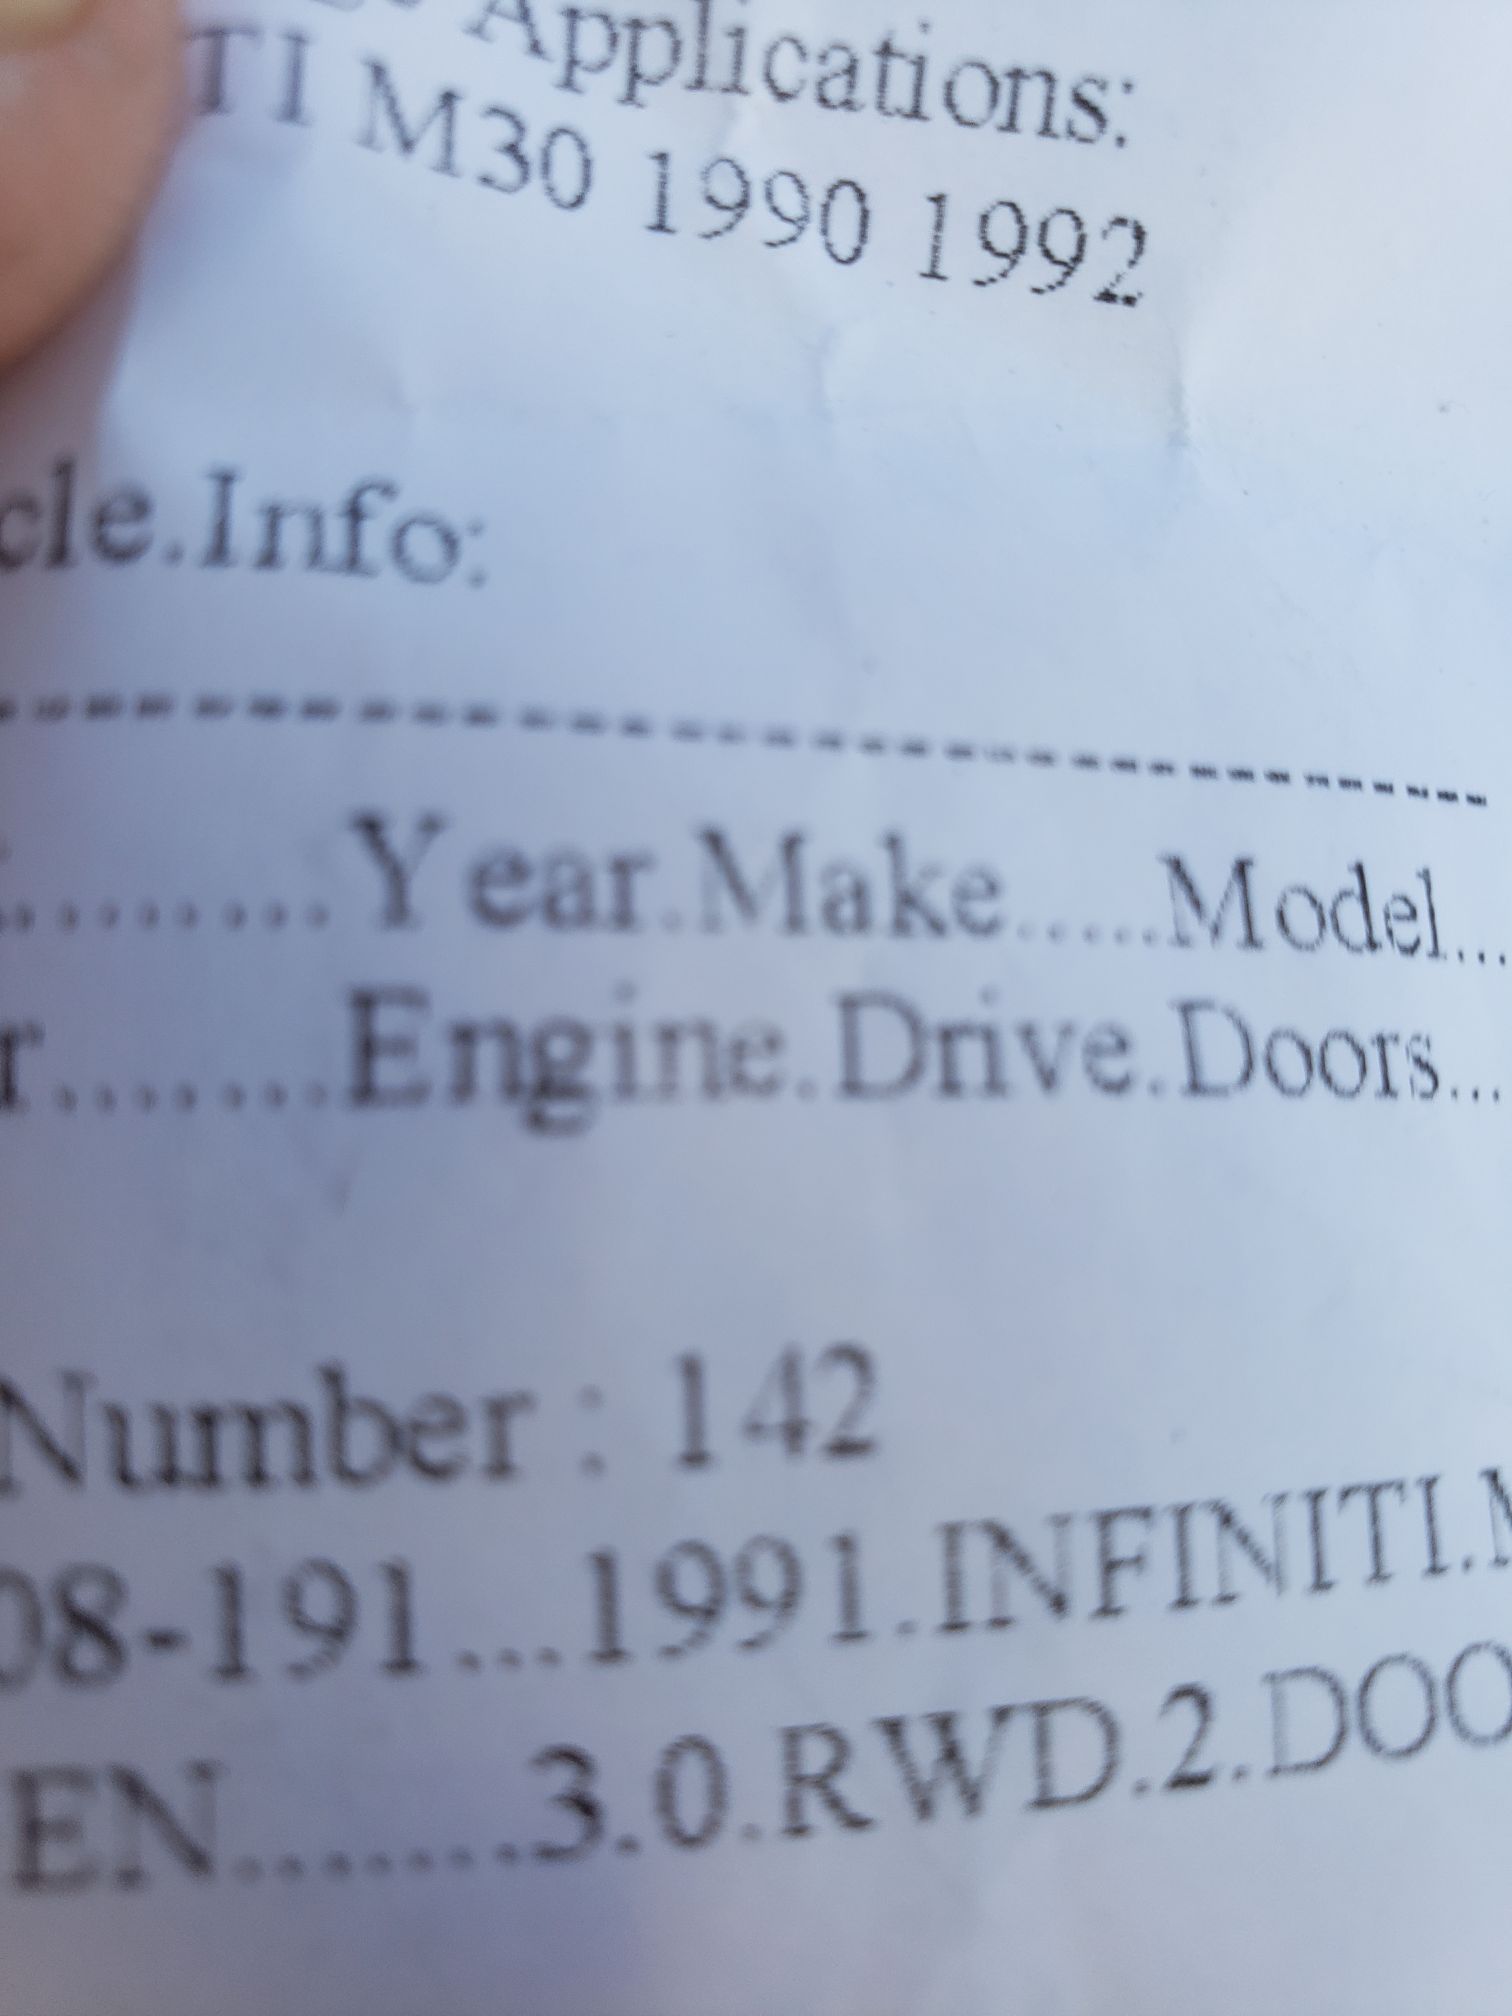 Applications:
TI M30 1990 1992
cle.Info:
--------------------------------
.........Year.Make.....Model...
r........Engine.Drive.Doors...
Number : 142
08-191...1991.INFINITI.M
EN........3.0.RWD.2.DOO